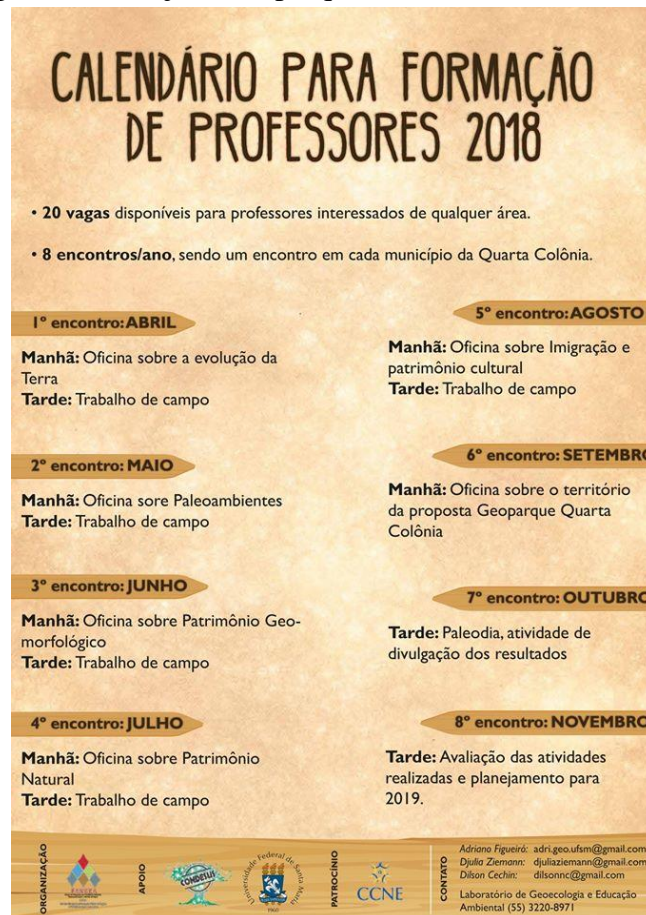 CALENDÁRIO PARA FORMAÇÃO
DE PROFESSORES 2018
• 20 vagas disponíveis para professores interessados de qualquer área.
• 8 encontros/ano, sendo um encontro em cada município da Quarta Colônia.
1º encontro: ABRIL
Manhã: Oficina sobre a evolução da
Terra
Tarde: Trabalho de campo
2º encontro: MAIO
Manhã: Oficina sore Paleoambientes
Tarde: Trabalho de campo
3º encontro: JUNHO
Manhã: Oficina sobre Patrimônio Geo-
morfológico
Tarde: Trabalho de campo
4º encontro: JULHO
Manhã: Oficina sobre Patrimônio
Natural
Tarde: Trabalho de campo
5º encontro: AGOSTO
Manhã: Oficina sobre Imigração e
patrimônio cultural
Tarde: Trabalho de campo
6º encontro: SETEMBRO
Manhã: Oficina sobre o território
da proposta Geoparque Quarta
Colônia
7º encontro: OUTUBRO
Tarde: Paleodia, atividade de
divulgação dos resultados
8º encontro: NOVEMBRO
Tarde: Avaliação das atividades
realizadas e planejamento para
2019.
ORGANIZAÇÃO
APOIO
CONDESUS
Universidade Federal de Santa Maria
1960
PATROCÍNIO
CCNE
CONTATO
Adriano Figueiró: adri.geo.ufsm@gmail.com
Djulia Ziemann: djuliaziemann@gmail.com
Dilson Cechin: dilsonnc@gmail.com
Laboratório de Geoecologia e Educação
Ambiental (55) 3220-8971